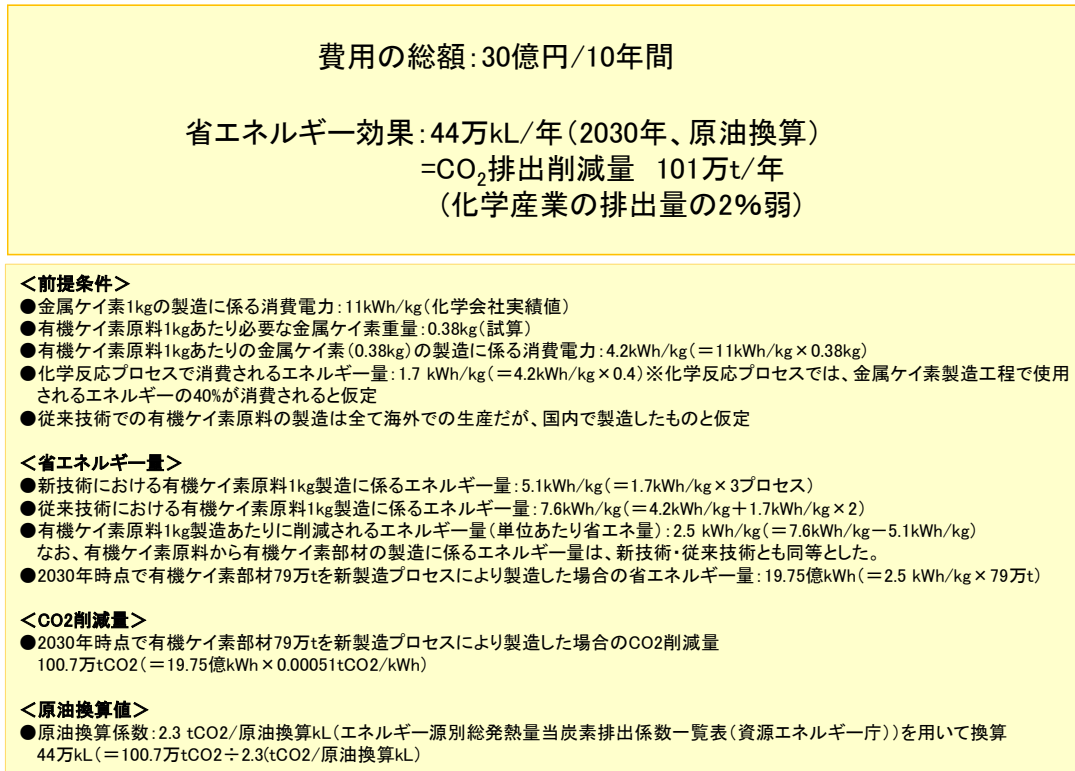 費用の総額:30億円/10年間
省エネルギー効果:44万kL/年(2030年、原油換算)
=CO₂排出削減量 101万t/年
(化学産業の排出量の2%弱)
<前提条件>
●金属ケイ素1kgの製造に係る消費電力:11kWh/kg(化学会社実績値)
●有機ケイ素原料1kgあたり必要な金属ケイ素重量:0.38kg(試算)
●有機ケイ素原料1kgあたりの金属ケイ素(0.38kg)の製造に係る消費電力:4.2kWh/kg(=11kWh/kg×0.38kg)
●化学反応プロセスで消費されるエネルギー量:1.7 kWh/kg(=4.2kWh/kg×0.4)※化学反応プロセスでは、金属ケイ素製造工程で使用
されるエネルギーの40%が消費されると仮定
●従来技術での有機ケイ素原料の製造は全て海外での生産だが、国内で製造したものと仮定
<省エネルギー量>
●新技術における有機ケイ素原料1kg製造に係るエネルギー量:5.1kWh/kg(=1.7kWh/kg×3プロセス)
●従来技術における有機ケイ素原料1kg製造に係るエネルギー量:7.6kWh/kg(=4.2kWh/kg+1.7kWh/kg×2)
●有機ケイ素原料1kg製造あたりに削減されるエネルギー量(単位あたり省エネ量):2.5 kWh/kg(=7.6kWh/kg-5.1kWh/kg)
なお、有機ケイ素原料から有機ケイ素部材の製造に係るエネルギー量は、新技術・従来技術とも同等とした。
●2030年時点で有機ケイ素部材79万tを新製造プロセスにより製造した場合の省エネルギー量:19.75億kWh(=2.5 kWh/kg×79万t)
<CO2削減量>
●2030年時点で有機ケイ素部材79万tを新製造プロセスにより製造した場合のCO2削減量
100.7万tCO2(=19.75億kWh×0.00051tCO2/kWh)
<原油換算値>
●原油換算係数:2.3 tCO2/原油換算kL(エネルギー源別総発熱量当炭素排出係数一覧表(資源エネルギー庁))を用いて換算
44万kL(=100.7万tCO2÷2.3(tCO2/原油換算kL)